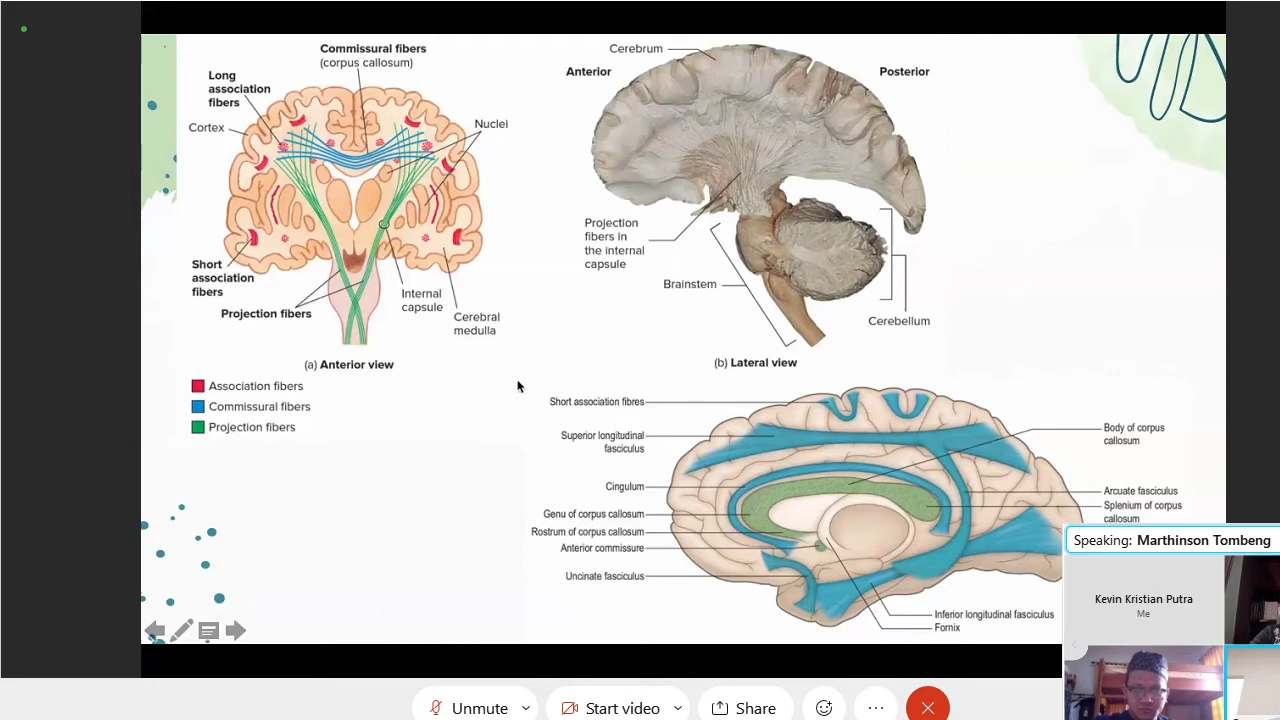 Commissural fibers
(corpus callosum)
Long
association
fibers
Cortex
Nuclei
Short
association
fibers
Projection fibers
Internal
capsule
Cerebral
medulla
(a) Anterior view
Association fibers
Commissural fibers
Projection fibers
Cerebrum
Anterior
Posterior
Projection
fibers in
the internal
capsule
Brainstem
Cerebellum
(b) Lateral view
Short association fibres
Superior longitudinal
fasciculus
Cingulum
Genu of corpus callosum
Rostrum of corpus callosum
Anterior commissure
Uncinate fasciculus
Body of corpus
callosum
Arcuate fasciculus
Splenium of corpus
callosum
Inferior longitudinal fasciculus
Fornix
Speaking: Marthinson Tombeng
Kevin Kristian Putra
Me
Unmute
Start video
Share